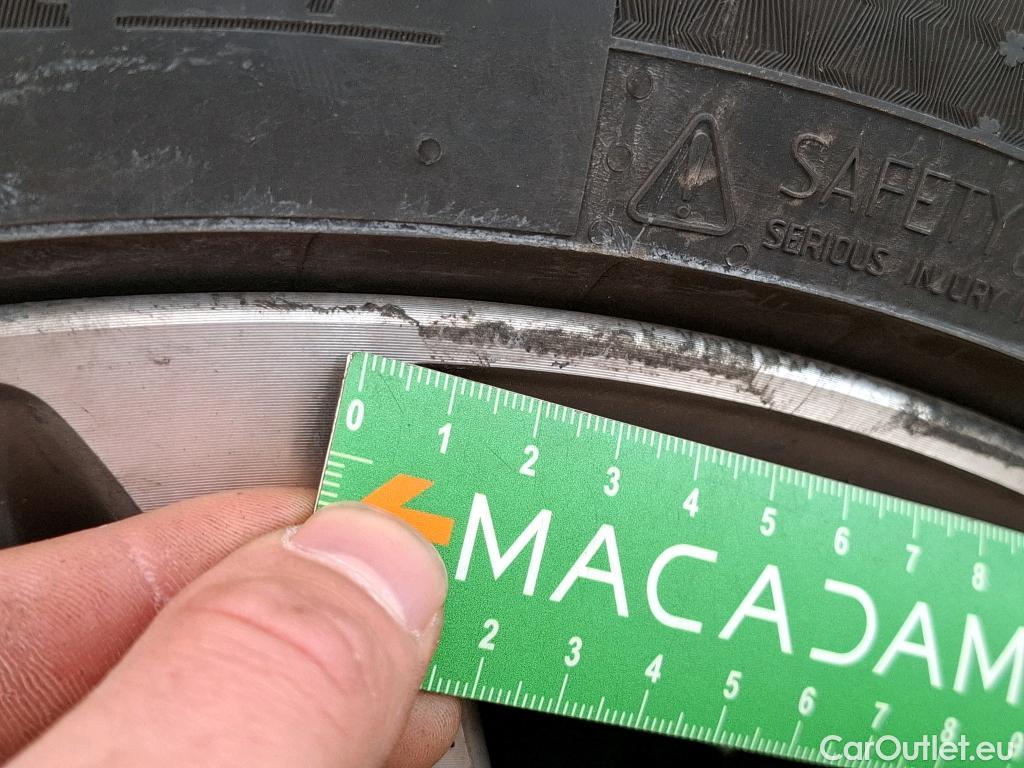 SAFETY
SERIOUS INJURY
0 1 2 3 4 5 6 7 8
MACADAM
2 3 4 5 6 7 8 9
CarOutlet.eu